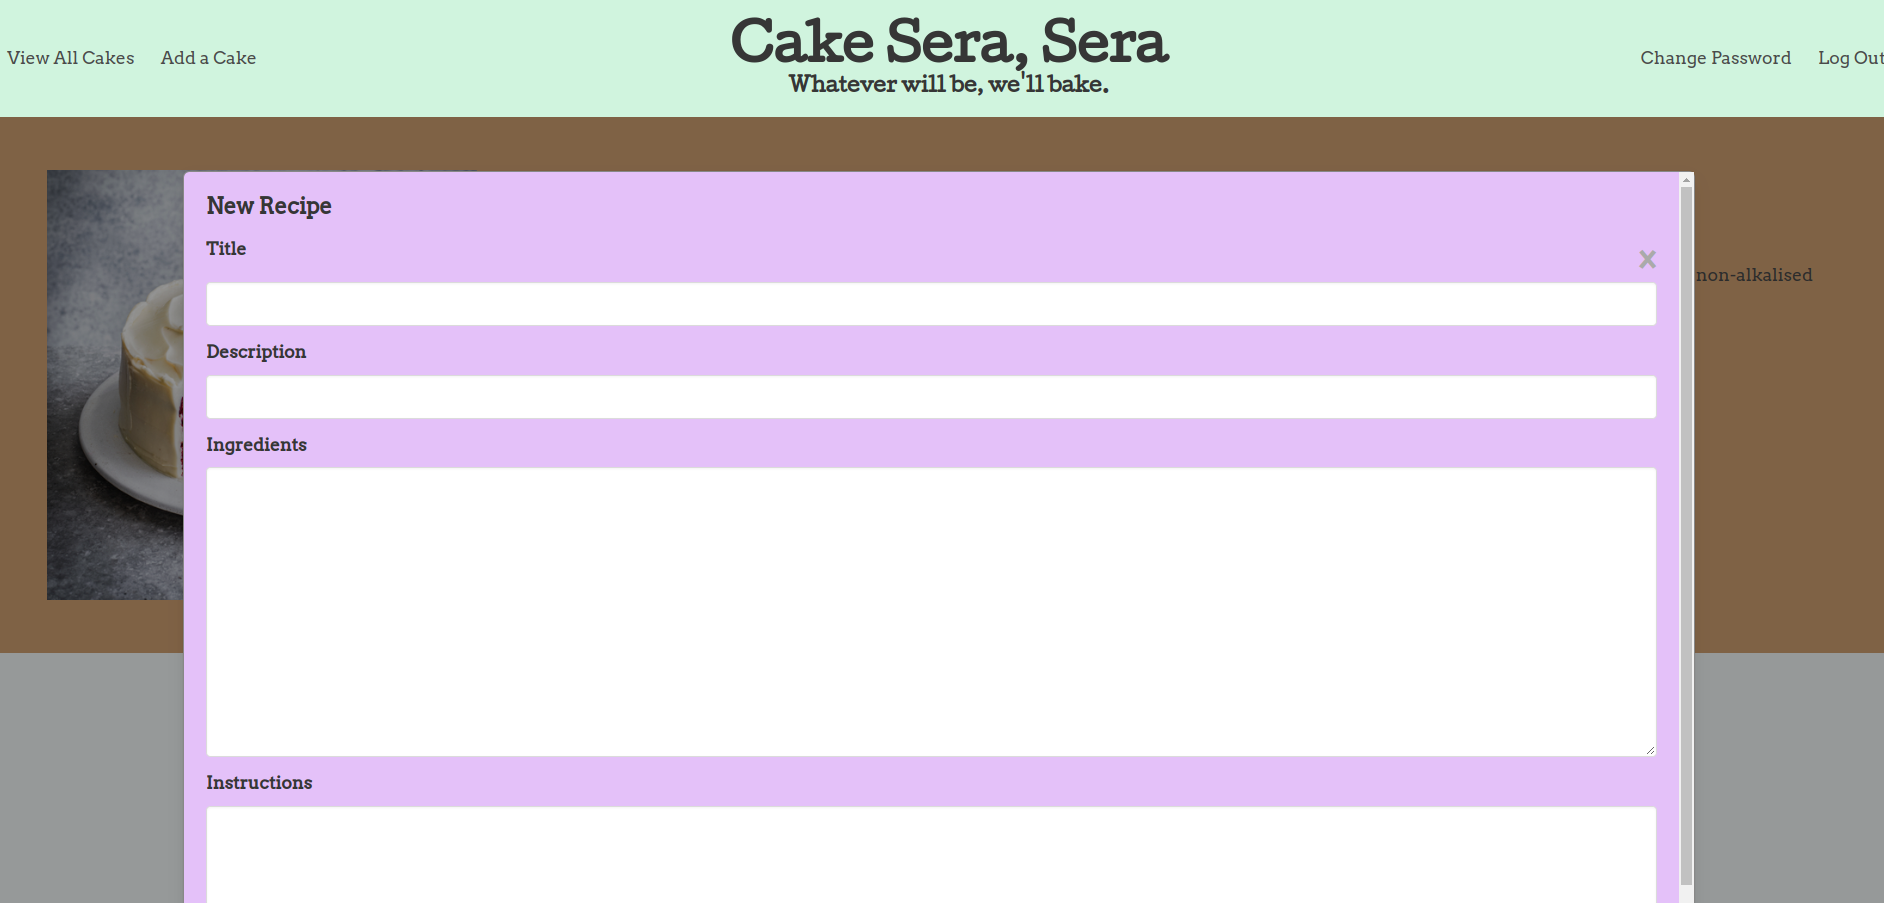 View All Cakes
Add a Cake
Cake Sera, Sera
Whatever will be, we'll bake.
Change Password
Log Out
New Recipe
Title
×
non-alkalised
Description
Ingredients
Instructions